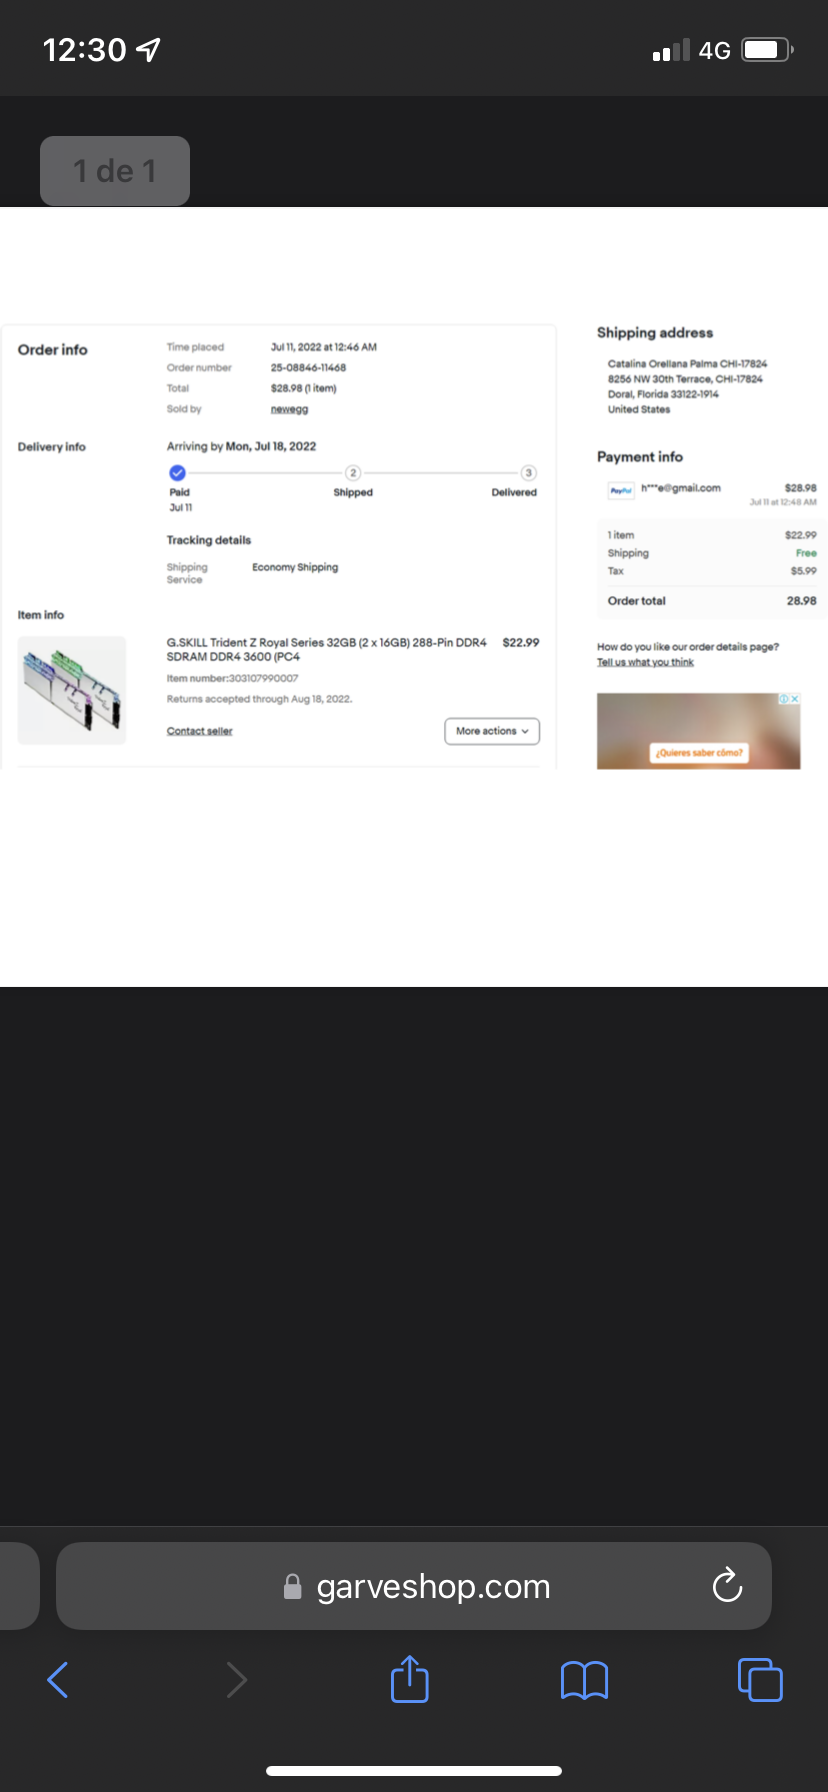 12:30
4G
1 de 1
Order info
Time placed Jul 11, 2022 at 12:46 AM
Order number 25-08846-11468
Total $28.98 (1 item)
Sold by newegg
Delivery info
Arriving by Mon, Jul 18, 2022
2 3
Paid Shipped Delivered
Jul 11
Tracking details
Shipping Economy Shipping
Service
Item info
G.SKILL Trident Z Royal Series 32GB (2 x 16GB) 288-Pin DDR4 $22.99
SDRAM DDR4 3600 (PC4
Item number:303107990007
Returns accepted through Aug 18, 2022.
Contact seller More actions
Shipping address
Catalina Orellana Palma CHI-17824
8256 NW 30th Terrace, CHI-17824
Doral, Florida 33122-1914
United States
Payment info
PayPal h***e@gmail.com $28.98
Jul 11 at 12:48 AM
1 item $22.99
Shipping Free
Tax $5.99
Order total 28.98
How do you like our order details page?
Tell us what you think
¿Quieres saber cómo?
garveshop.com